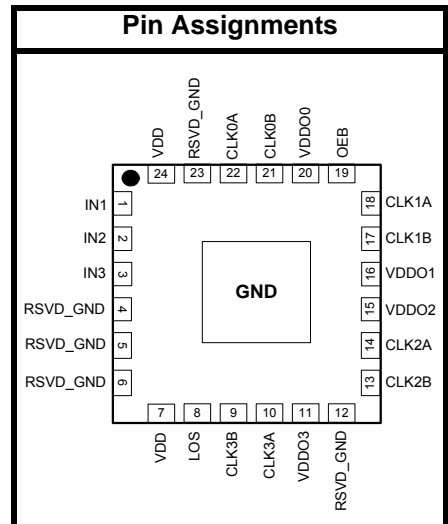 Pin Assignments
VDD
RSVD_GND
CLK0A
CLK0B
VDDO0
OEB
24 23 22 21 20 19
IN1 1
IN2 2
IN3 3
RSVD_GND 4
RSVD_GND 5
RSVD_GND 6
GND
18 CLK1A
17 CLK1B
16 VDDO1
15 VDDO2
14 CLK2A
13 CLK2B
7 8 9 10 11 12
VDD
LOS
CLK3B
CLK3A
VDDO3
RSVD_GND